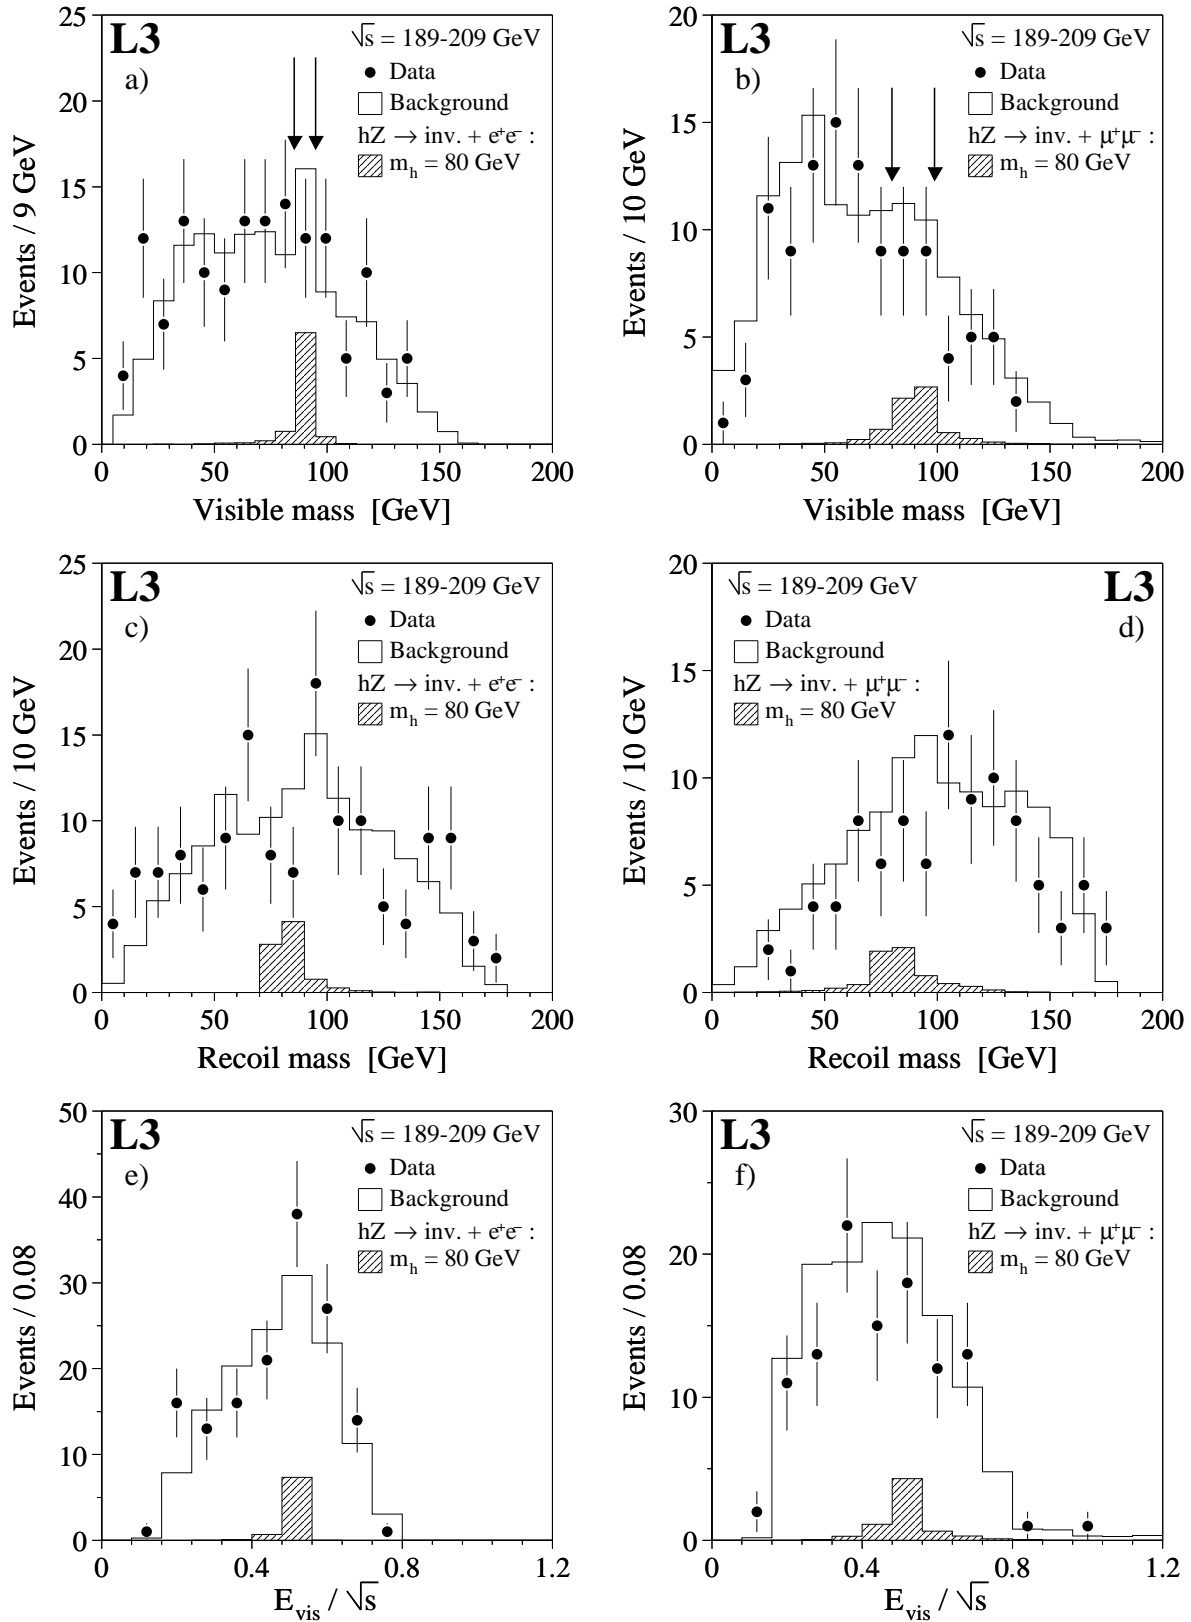 L3
a)
√s = 189-209 GeV
Data
Background
hZ → inv. + e⁺e⁻ :
m_h = 80 GeV
Events / 9 GeV
25
20
15
10
5
0
0 50 100 150 200
Visible mass [GeV]
L3
b)
√s = 189-209 GeV
Data
Background
hZ → inv. + μ⁺μ⁻ :
m_h = 80 GeV
Events / 10 GeV
20
15
10
5
0
0 50 100 150 200
Visible mass [GeV]
L3
c)
√s = 189-209 GeV
Data
Background
hZ → inv. + e⁺e⁻ :
m_h = 80 GeV
Events / 10 GeV
25
20
15
10
5
0
0 50 100 150 200
Recoil mass [GeV]
√s = 189-209 GeV
L3
d)
Data
Background
hZ → inv. + μ⁺μ⁻ :
m_h = 80 GeV
Events / 10 GeV
20
15
10
5
0
0 50 100 150 200
Recoil mass [GeV]
L3
e)
√s = 189-209 GeV
Data
Background
hZ → inv. + e⁺e⁻ :
m_h = 80 GeV
Events / 0.08
50
40
30
20
10
0
0 0.4 0.8 1.2
E_vis / √s
L3
f)
√s = 189-209 GeV
Data
Background
hZ → inv. + μ⁺μ⁻ :
m_h = 80 GeV
Events / 0.08
30
20
10
0
0 0.4 0.8 1.2
E_vis / √s